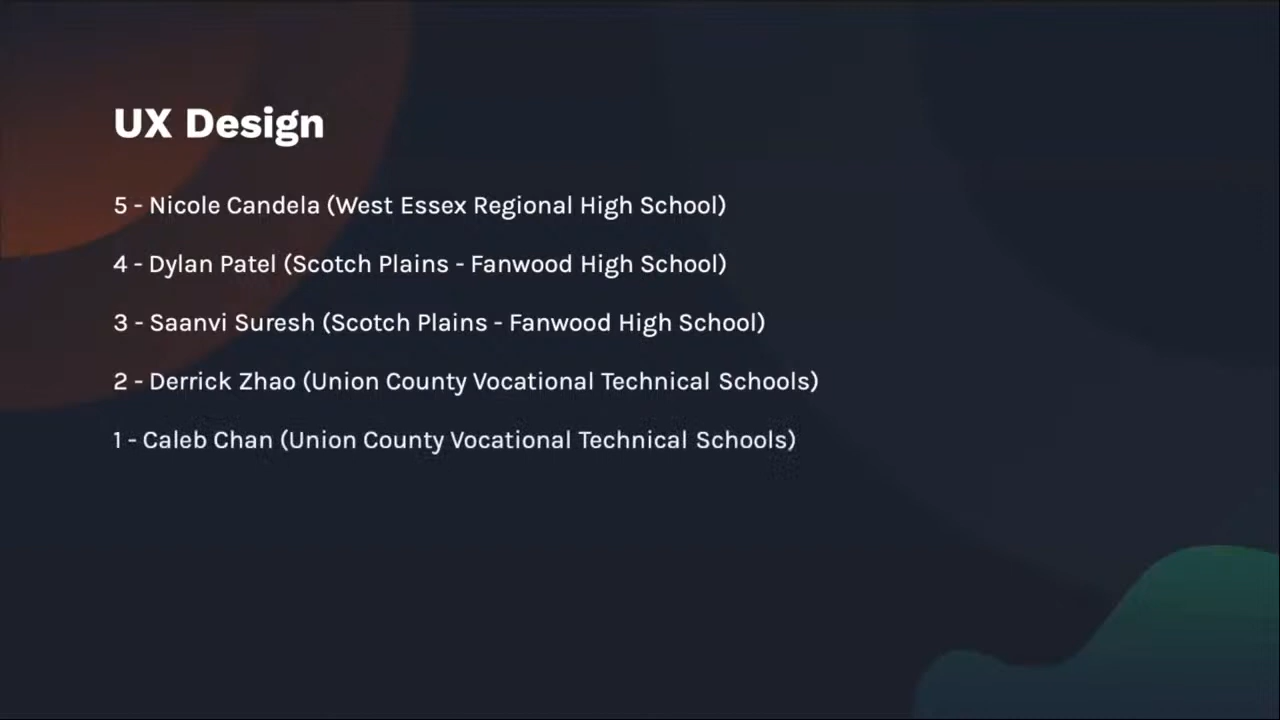 UX Design
5 - Nicole Candela (West Essex Regional High School)
4 - Dylan Patel (Scotch Plains - Fanwood High School)
3 - Saanvi Suresh (Scotch Plains - Fanwood High School)
2 - Derrick Zhao (Union County Vocational Technical Schools)
1 - Caleb Chan (Union County Vocational Technical Schools)